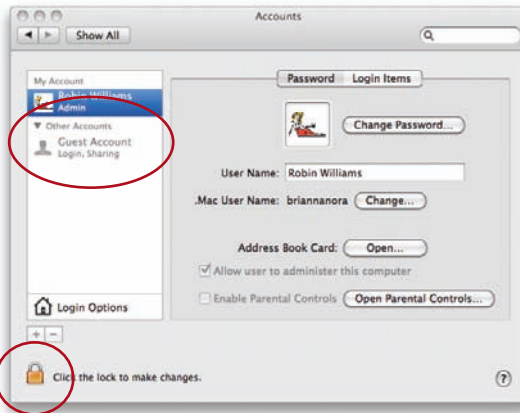 Accounts
Show All
My Account
Robin Williams
Admin
Other Accounts
Guest Account
Login, Sharing
Login Options
+ −
Password Login Items
Change Password...
User Name: Robin Williams
.Mac User Name: briannanora Change...
Address Book Card: Open...
Allow user to administer this computer
Enable Parental Controls Open Parental Controls...
Click the lock to make changes.
?